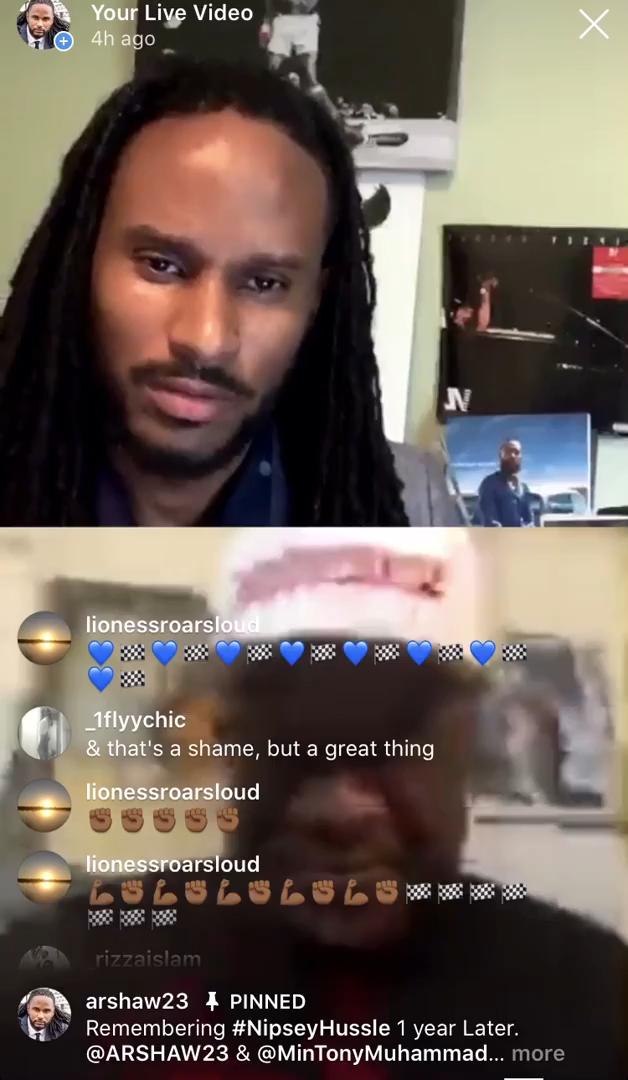 Your Live Video
4h ago
lionessroarsloud
💙🏁💙🏁💙🏁💙🏁💙🏁💙🏁💙🏁
💙🏁
_1flyychic
& that's a shame, but a great thing
lionessroarsloud
✊🏾✊🏾✊🏾✊🏾✊🏾
lionessroarsloud
💪🏾✊🏾💪🏾✊🏾💪🏾✊🏾💪🏾✊🏾💪🏾✊🏾🏁🏁🏁🏁
🏁🏁🏁
_rizzaislam
arshaw23 📌 PINNED
Remembering #NipseyHussle 1 year Later.
@ARSHAW23 & @MinTonyMuhammad... more